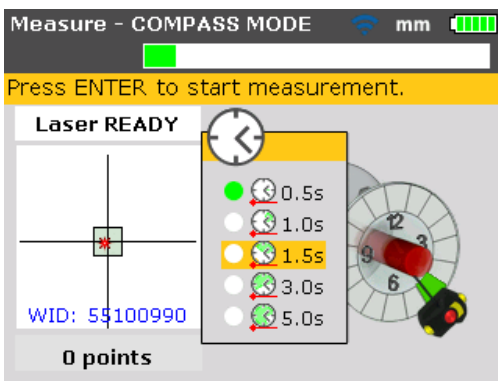 Measure - COMPASS MODE mm
Press ENTER to start measurement.
Laser READY
WID: 55100990
0 points
0.5s
1.0s
1.5s
3.0s
5.0s
12
3
6
9